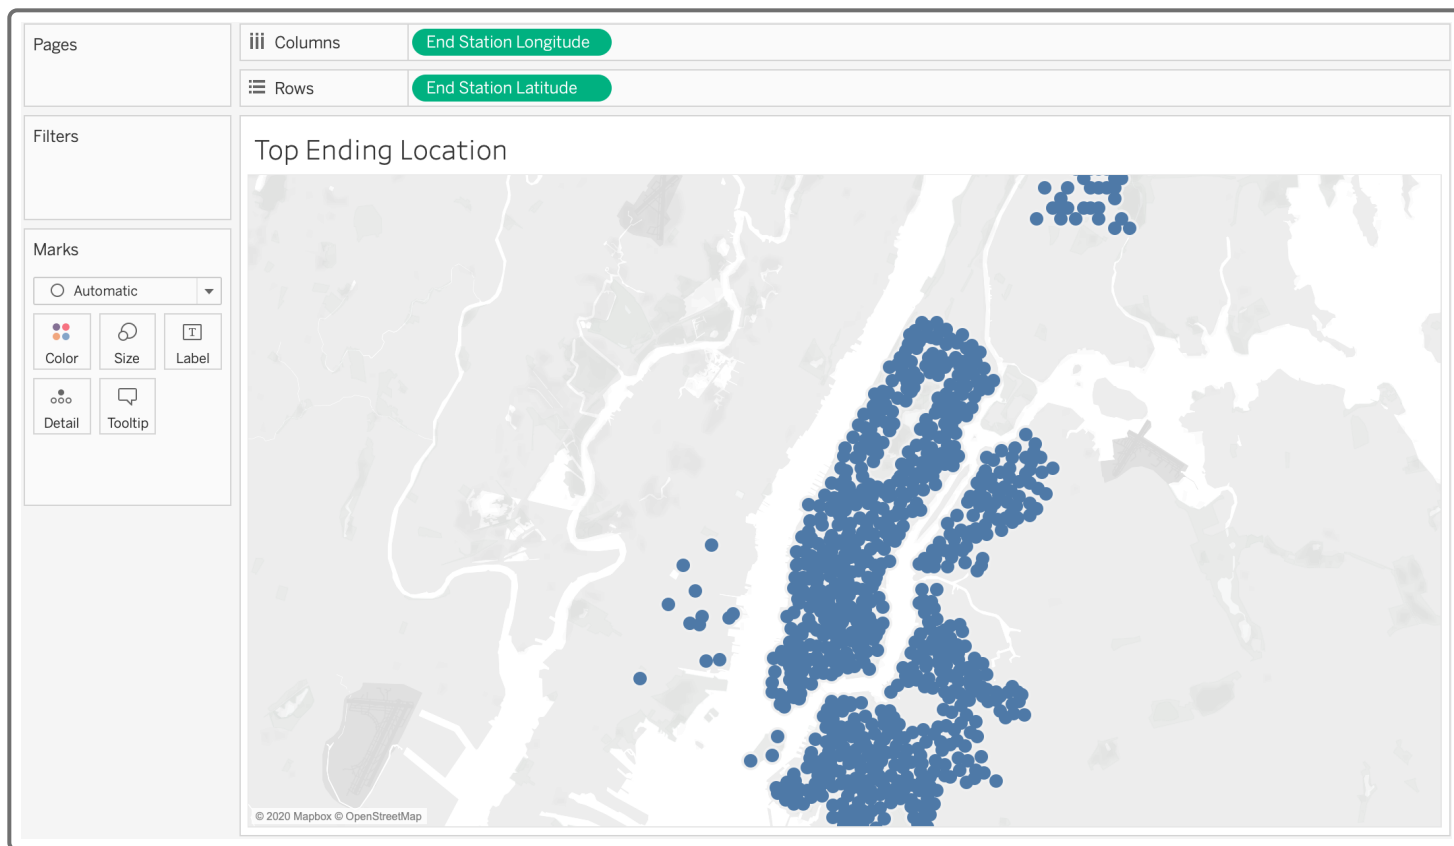 Pages
Columns
End Station Longitude
Rows
End Station Latitude
Filters
Top Ending Location
Marks
Automatic
Color
Size
T
Label
Detail
Tooltip
© 2020 Mapbox © OpenStreetMap